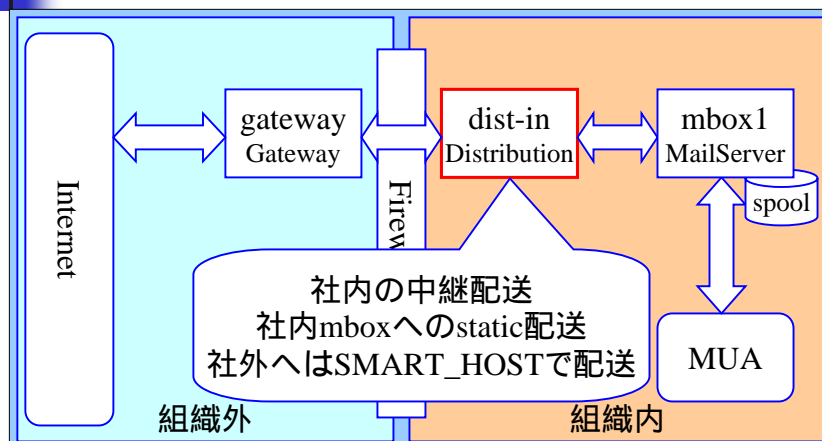 Internet
gateway
Gateway
Firew
dist-in
Distribution
mbox1
MailServer
spool
社内の中継配送
社内mboxへのstatic配送
社外へはSMART_HOSTで配送
MUA
組織外
組織内